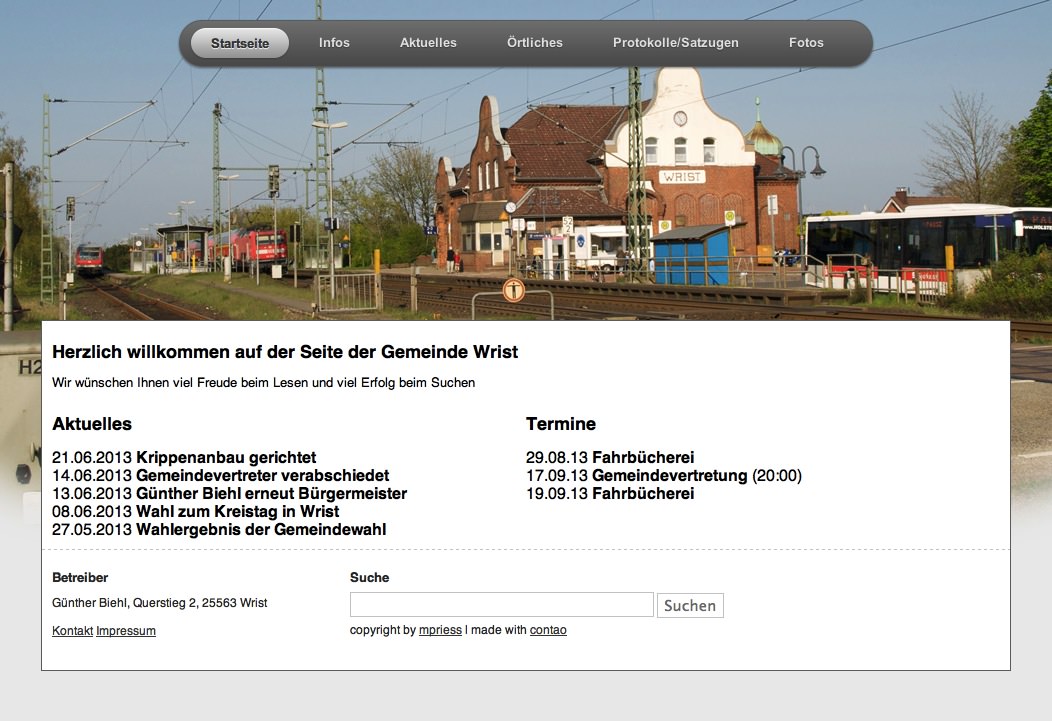 Startseite Infos Aktuelles Örtliches Protokolle/Satzugen Fotos
WRIST
H2
Herzlich willkommen auf der Seite der Gemeinde Wrist
Wir wünschen Ihnen viel Freude beim Lesen und viel Erfolg beim Suchen
Aktuelles
21.06.2013 Krippenanbau gerichtet
14.06.2013 Gemeindevertreter verabschiedet
13.06.2013 Günther Biehl erneut Bürgermeister
08.06.2013 Wahl zum Kreistag in Wrist
27.05.2013 Wahlergebnis der Gemeindewahl
Termine
29.08.13 Fahrbücherei
17.09.13 Gemeindevertretung (20:00)
19.09.13 Fahrbücherei
Betreiber
Günther Biehl, Querstieg 2, 25563 Wrist
Kontakt Impressum
Suche
Suchen
copyright by mpriess I made with contao